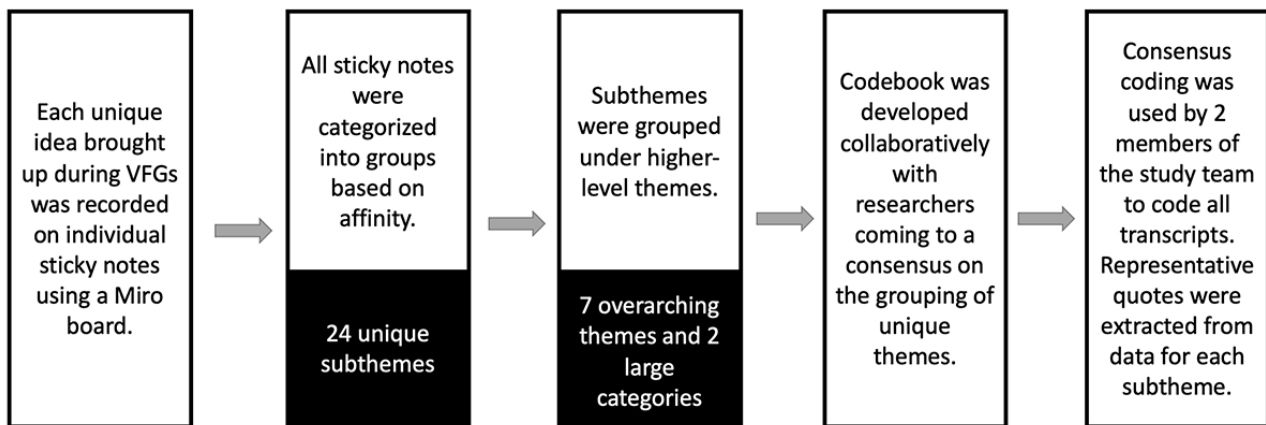 Each unique
idea brought
up during VFGs
was recorded
on individual
sticky notes
using a Miro
board.
All sticky notes
were
categorized
into groups
based on
affinity.
24 unique
subthemes
Subthemes
were grouped
under higher-
level themes.
7 overarching
themes and 2
large
categories
Codebook was
developed
collaboratively
with
researchers
coming to a
consensus on
the grouping of
unique
themes.
Consensus
coding was
used by 2
members of
the study team
to code all
transcripts.
Representative
quotes were
extracted from
data for each
subtheme.